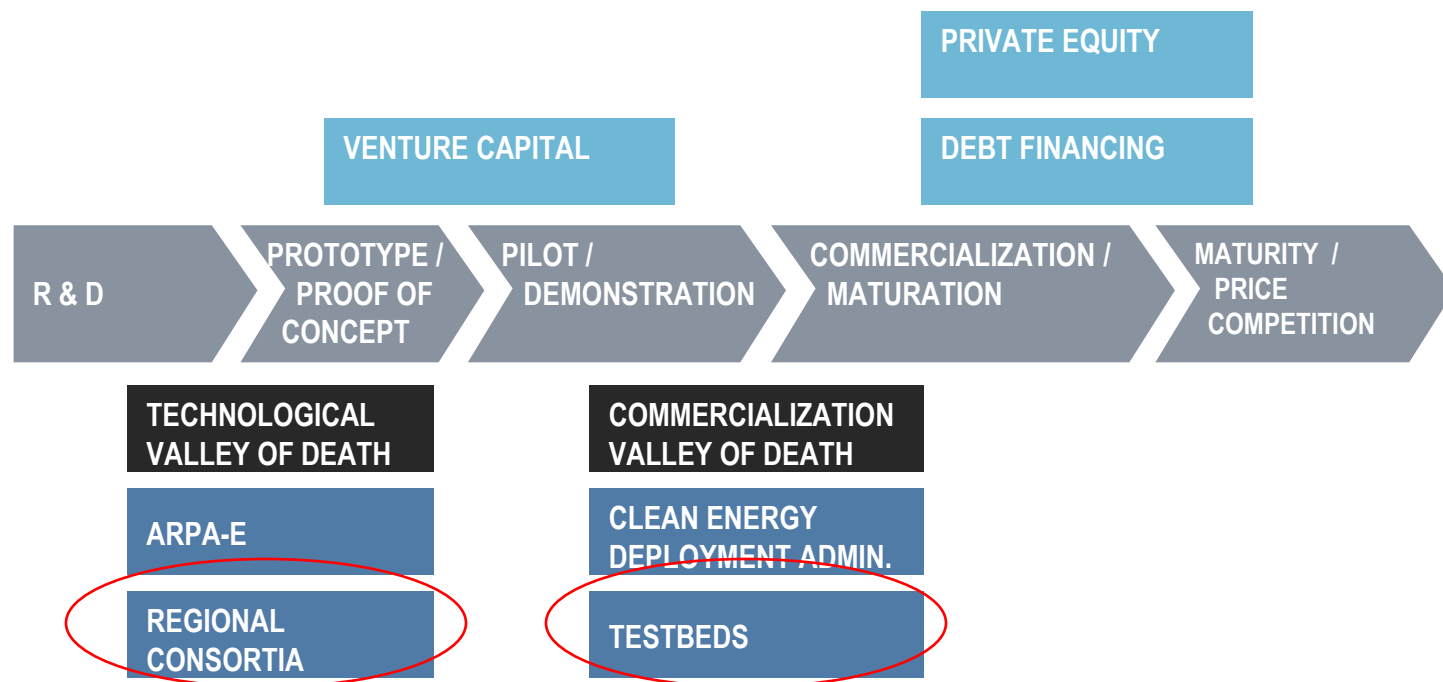 PRIVATE EQUITY
VENTURE CAPITAL
DEBT FINANCING
R & D
PROTOTYPE /
PROOF OF
CONCEPT
PILOT /
DEMONSTRATION
COMMERCIALIZATION /
MATURATION
MATURITY /
PRICE
COMPETITION
TECHNOLOGICAL
VALLEY OF DEATH
COMMERCIALIZATION
VALLEY OF DEATH
ARPA-E
CLEAN ENERGY
DEPLOYMENT ADMIN.
REGIONAL
CONSORTIA
TESTBEDS